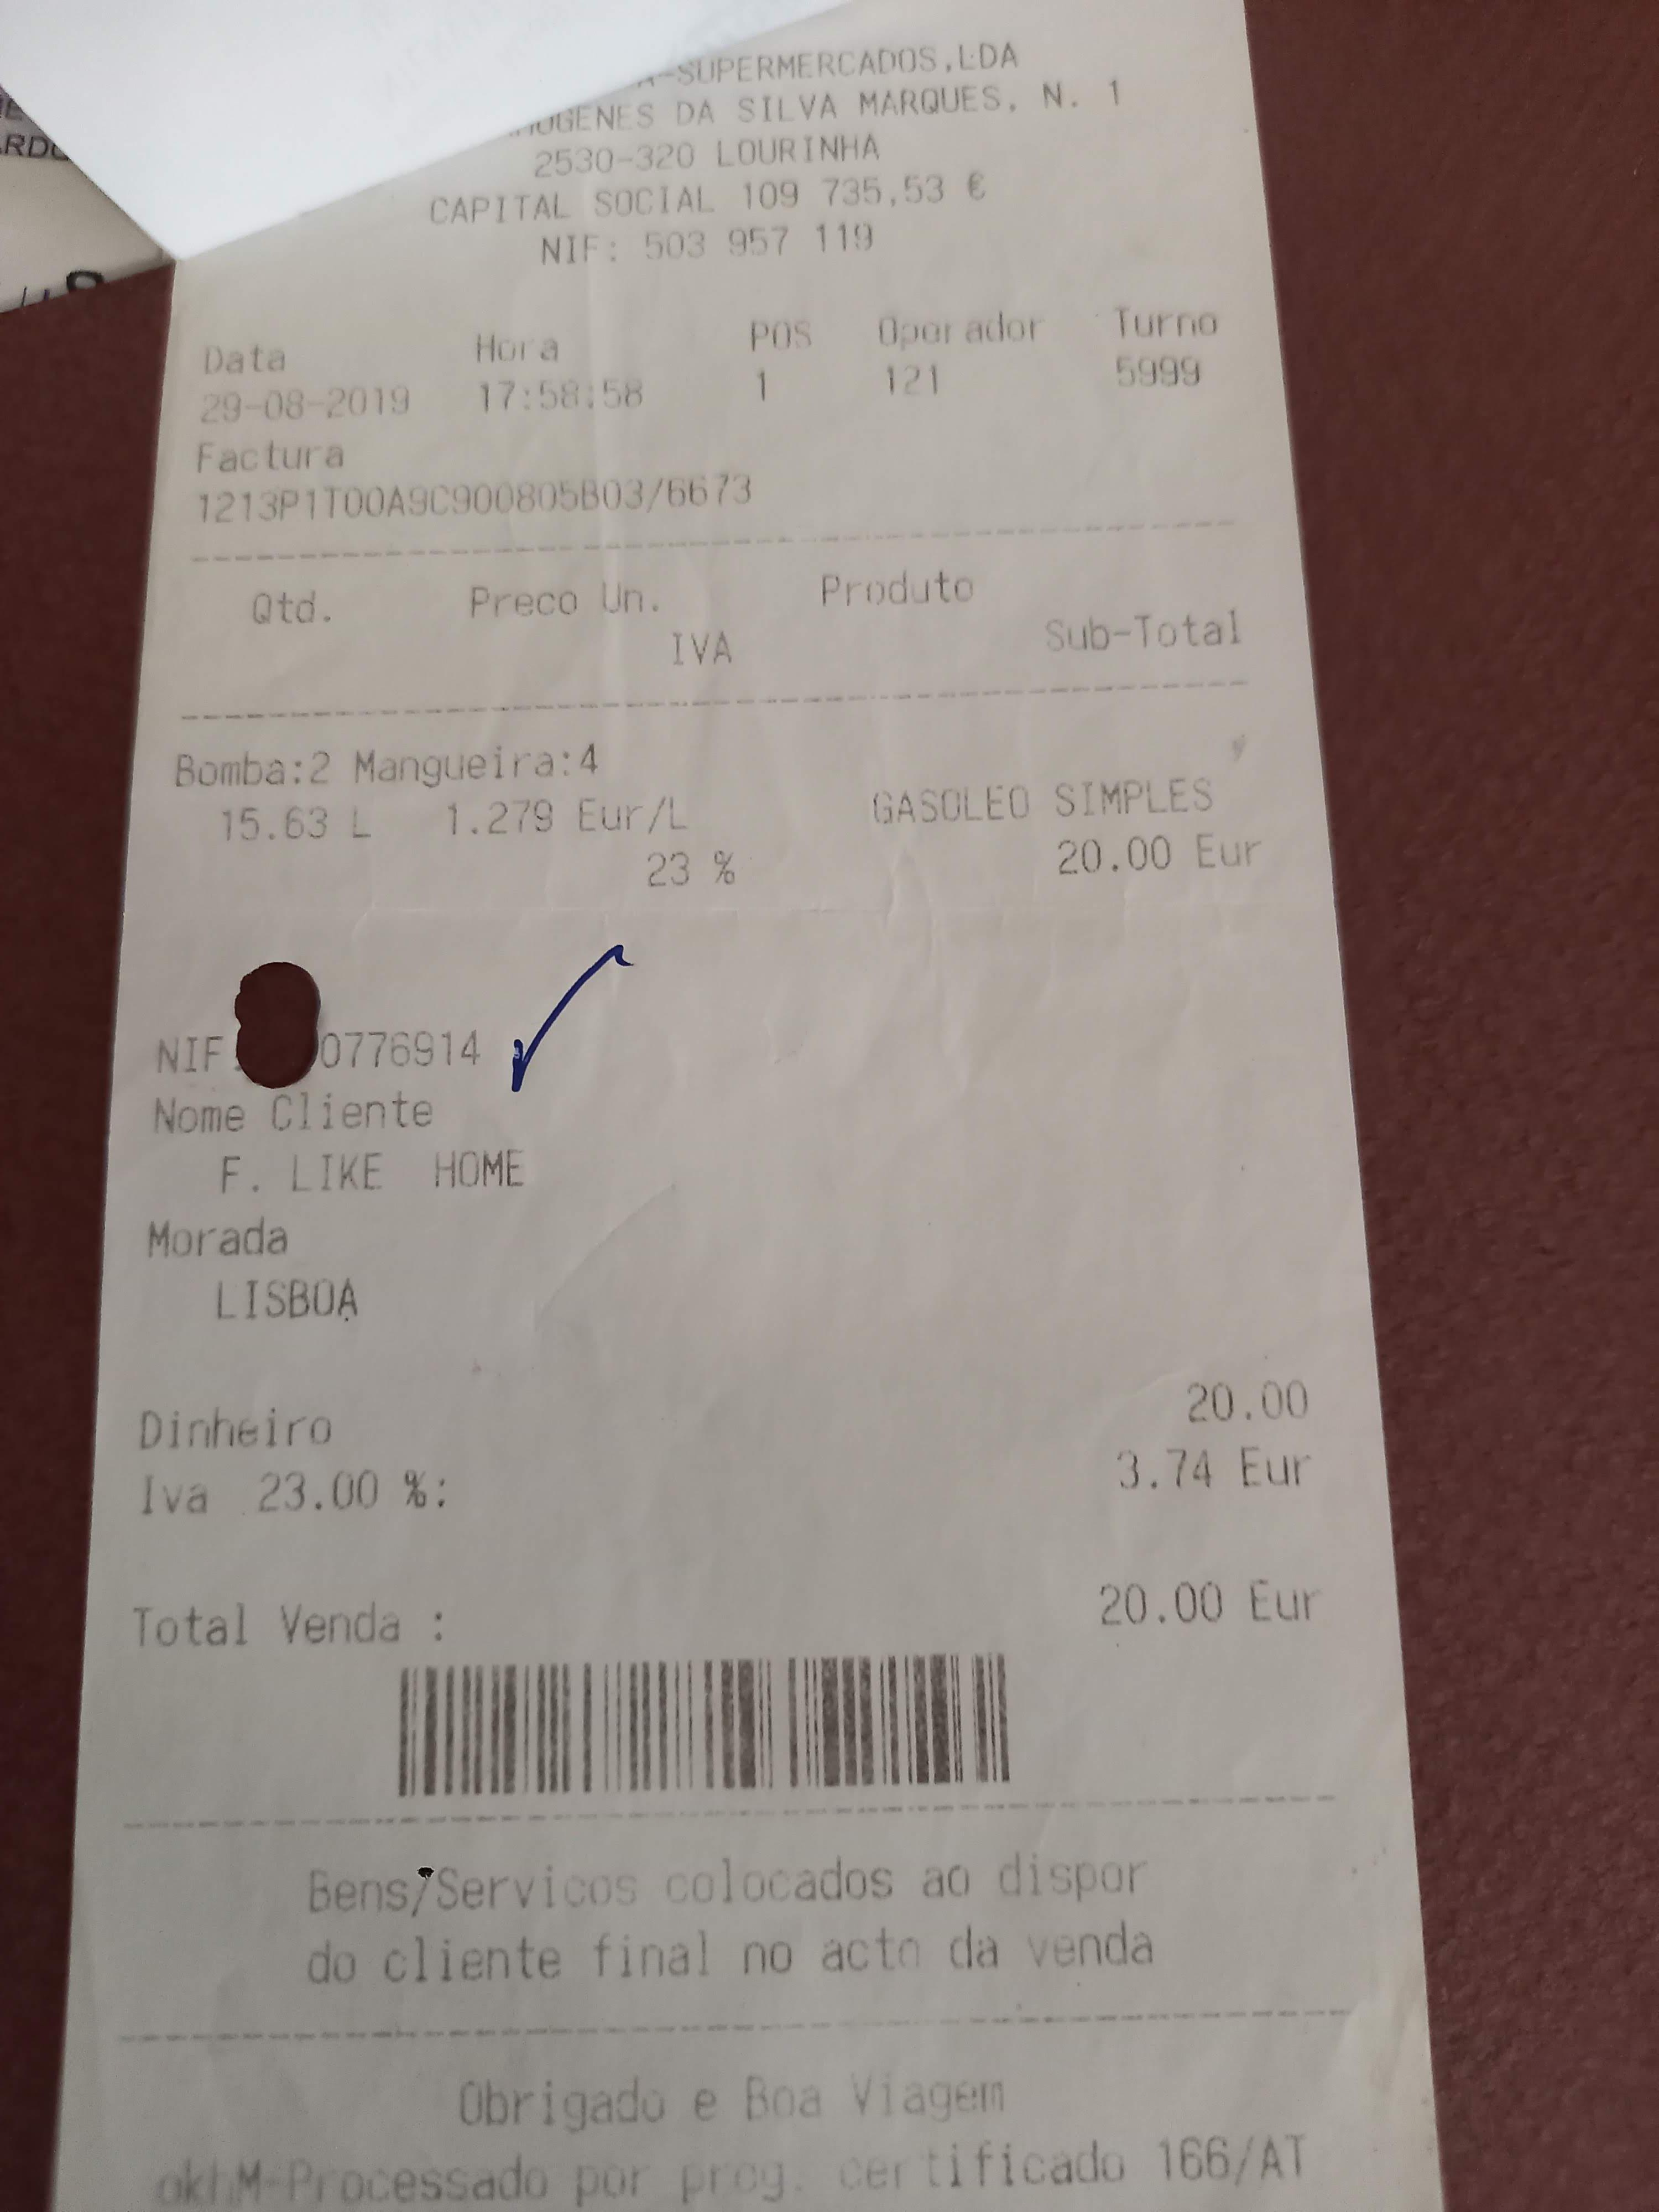 -SUPERMERCADOS,LDA
DA SILVA MARQUES, N. 1
2530-320 LOURINHA
CAPITAL SOCIAL 109 735,53 €
NIF: 503 957 119
Data Hora POS Operador Turno
29-08-2019 17:58:58 1 121 5999
Factura
1213P1T00A9C900805B03/6673
Qtd. Preco Un. Produto
IVA Sub-Total
Bomba:2 Mangueira:4
15.63 L 1.279 Eur/L GASOLEO SIMPLES
23 % 20.00 Eur
NIF 0776914
Nome Cliente
F. LIKE HOME
Morada
LISBOA
Dinheiro 20.00
Iva 23.00 %: 3.74 Eur
Total Venda : 20.00 Eur
Bens/Servicos colocados ao dispor
do cliente final no acto da venda
Obrigado e Boa Viagem
Processado por prog. certificado 166/AT